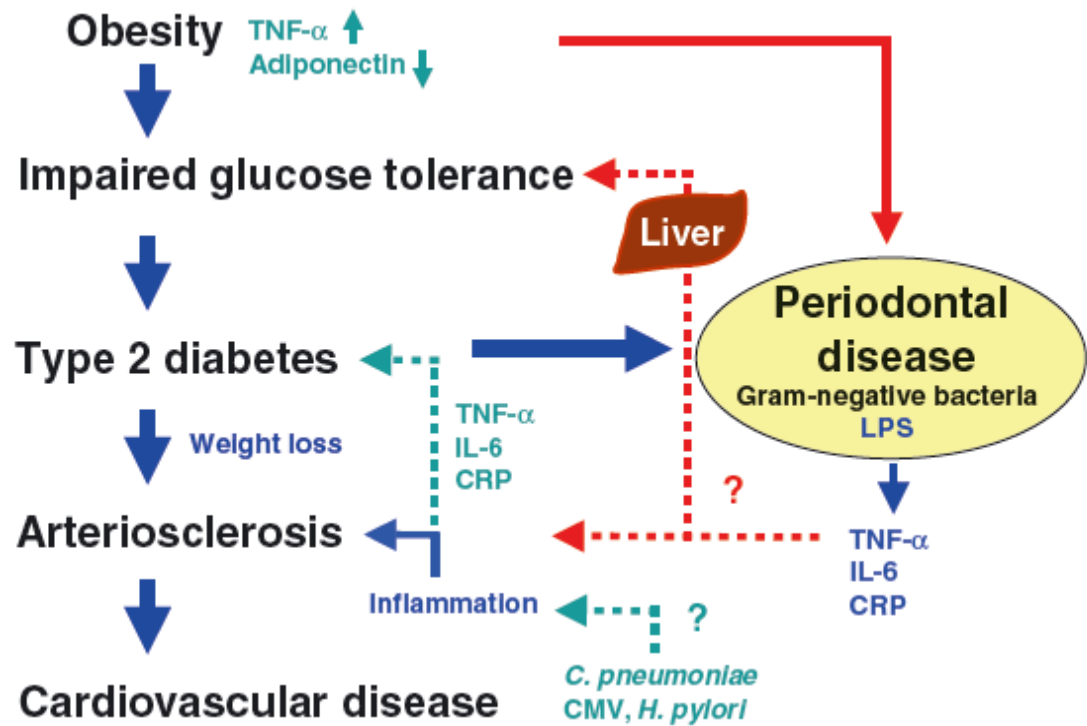 Obesity
TNF-α
Adiponectin
Impaired glucose tolerance
Liver
Periodontal
disease
Gram-negative bacteria
LPS
Type 2 diabetes
TNF-α
IL-6
CRP
Weight loss
?
Arteriosclerosis
TNF-α
IL-6
CRP
Inflammation
?
C. pneumoniae
CMV, H. pylori
Cardiovascular disease